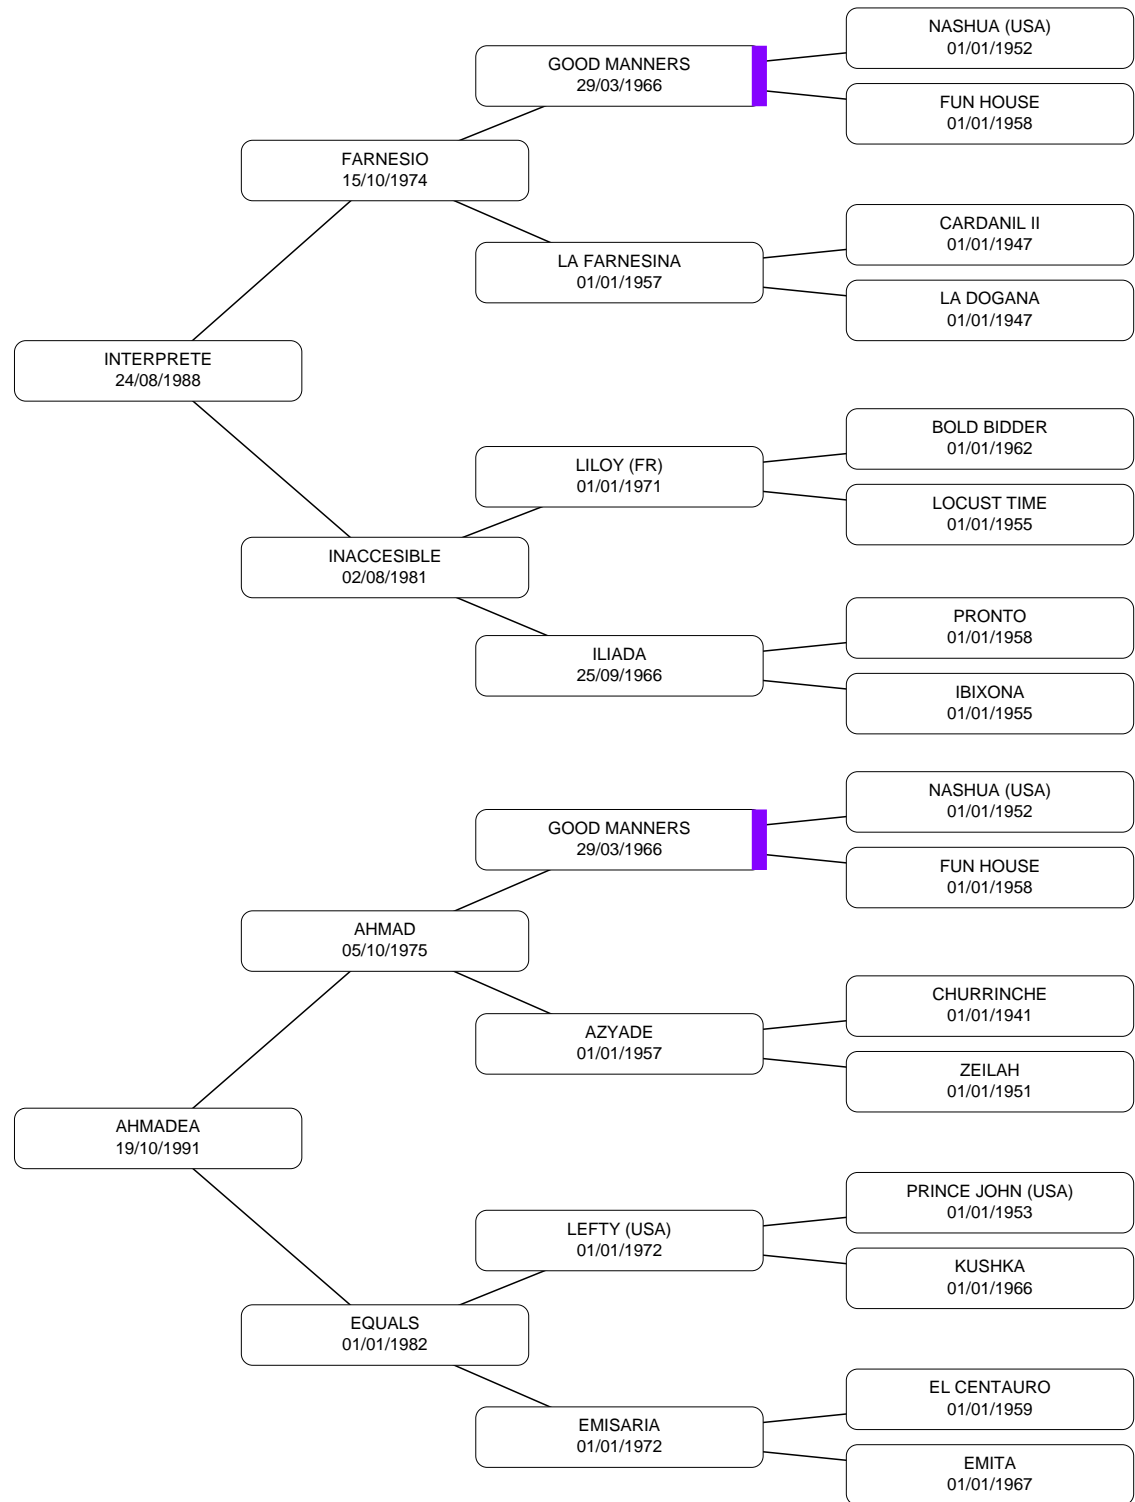 NASHUA (USA)
01/01/1952
GOOD MANNERS
29/03/1966
FUN HOUSE
01/01/1958
FARNESIO
15/10/1974
CARDANIL II
01/01/1947
LA FARNESINA
01/01/1957
LA DOGANA
01/01/1947
INTERPRETE
24/08/1988
BOLD BIDDER
01/01/1962
LILOY (FR)
01/01/1971
LOCUST TIME
01/01/1955
INACCESIBLE
02/08/1981
PRONTO
01/01/1958
ILIADA
25/09/1966
IBIXONA
01/01/1955
NASHUA (USA)
01/01/1952
GOOD MANNERS
29/03/1966
FUN HOUSE
01/01/1958
AHMAD
05/10/1975
CHURRINCHE
01/01/1941
AZYADE
01/01/1957
ZEILAH
01/01/1951
AHMADEA
19/10/1991
PRINCE JOHN (USA)
01/01/1953
LEFTY (USA)
01/01/1972
KUSHKA
01/01/1966
EQUALS
01/01/1982
EL CENTAURO
01/01/1959
EMISARIA
01/01/1972
EMITA
01/01/1967